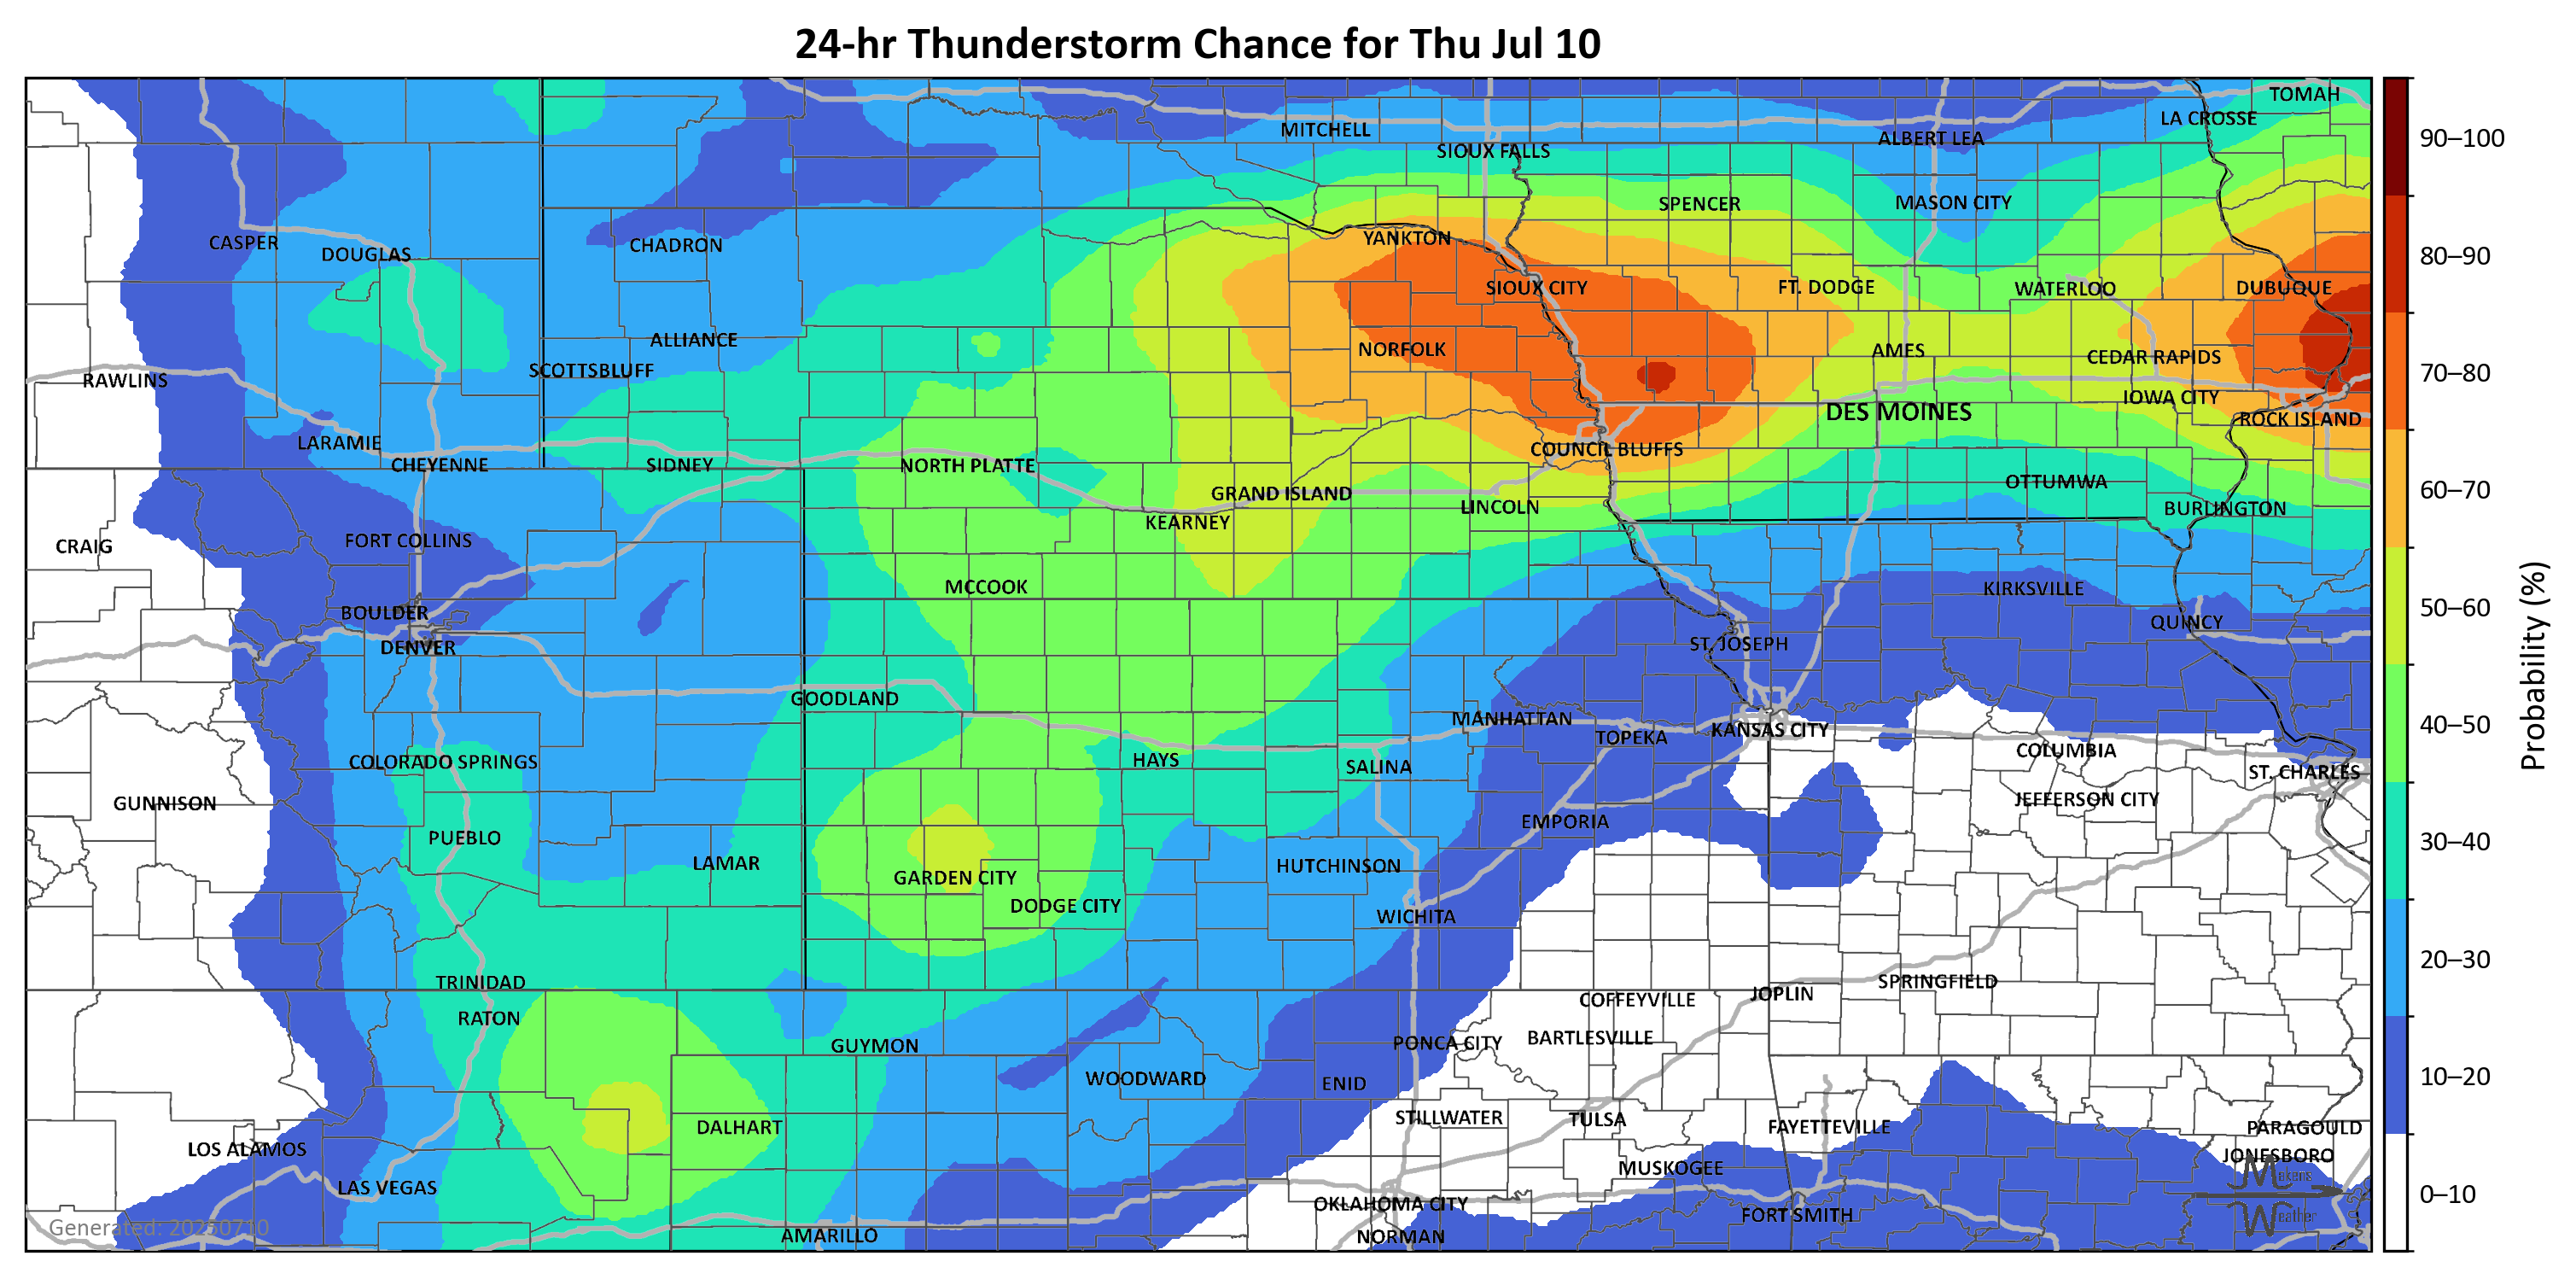 24-hr Thunderstorm Chance for Thu Jul 10
TOMAH
LA CROSSE
MITCHELL
ALBERT LEA
SIOUX FALLS
SPENCER
MASON CITY
CASPER
YANKTON
CHADRON
DOUGLAS
SIOUX CITY
FT. DODGE
WATERLOO
DUBUQUE
ALLIANCE
NORFOLK
AMES
CEDAR RAPIDS
SCOTTSBLUFF
RAWLINS
IOWA CITY
DES MOINES
ROCK ISLAND
LARAMIE
COUNCIL BLUFFS
CHEYENNE
SIDNEY
NORTH PLATTE
OTTUMWA
GRAND ISLAND
LINCOLN
BURLINGTON
KEARNEY
CRAIG
FORT COLLINS
MCCOOK
KIRKSVILLE
BOULDER
QUINCY
DENVER
ST. JOSEPH
GOODLAND
MANHATTAN
KANSAS CITY
TOPEKA
COLUMBIA
COLORADO SPRINGS
HAYS
SALINA
ST. CHARLES
GUNNISON
JEFFERSON CITY
EMPORIA
PUEBLO
LAMAR
HUTCHINSON
GARDEN CITY
DODGE CITY
WICHITA
TRINIDAD
SPRINGFIELD
JOPLIN
COFFEYVILLE
RATON
BARTLESVILLE
GUYMON
PONCA CITY
WOODWARD
ENID
STILLWATER
TULSA
DALHART
FAYETTEVILLE
PARAGOULD
LOS ALAMOS
JONESBORO
MUSKOGEE
LAS VEGAS
OKLAHOMA CITY
FORT SMITH
AMARILLO
NORMAN
Generated: 20250710
Makens
Weather
90–100
80–90
70–80
60–70
50–60
40–50
30–40
20–30
10–20
0–10
Probability (%)